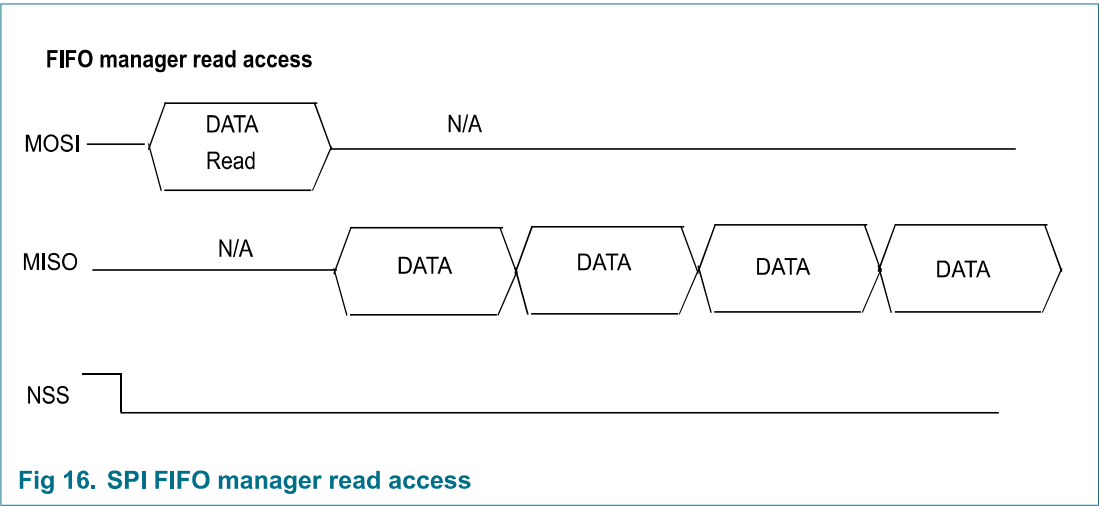 FIFO manager read access
DATA
Read
N/A
MOSI
N/A
MISO
DATA
DATA
DATA
DATA
NSS
Fig 16. SPI FIFO manager read access